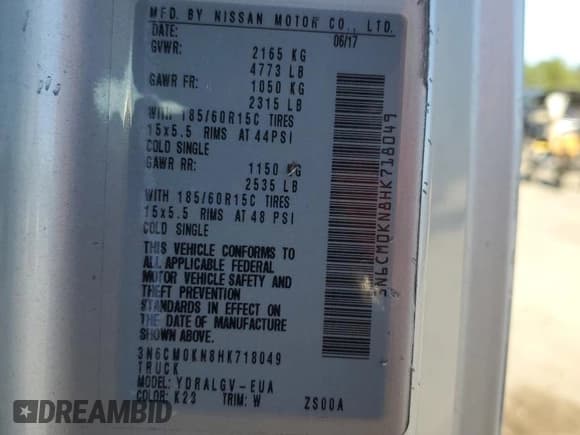 MFD. BY NISSAN MOTOR CO., LTD.
DATE: 06/17
GVWR: 2165 KG
4773 LB
GAWR FR: 1050 KG
2315 LB
WITH 185/60R15C TIRES
15x5.5 RIMS AT 44PSI
COLD SINGLE
GAWR RR: 1150 KG
2535 LB
WITH 185/60R15C TIRES
15x5.5 RIMS AT 48 PSI
COLD SINGLE
THIS VEHICLE CONFORMS TO
ALL APPLICABLE FEDERAL
MOTOR VEHICLE SAFETY AND
THEFT PREVENTION
STANDARDS IN EFFECT ON
THE DATE OF MANUFACTURE
SHOWN ABOVE.
3N6CM0KN8HK718049
TRUCK
MODEL: YDRALGV-EUA
COLOR: K23 TRIM: W ZS00A
3N6CM0KN8HK718049
AUTOHELPERBOT.COM